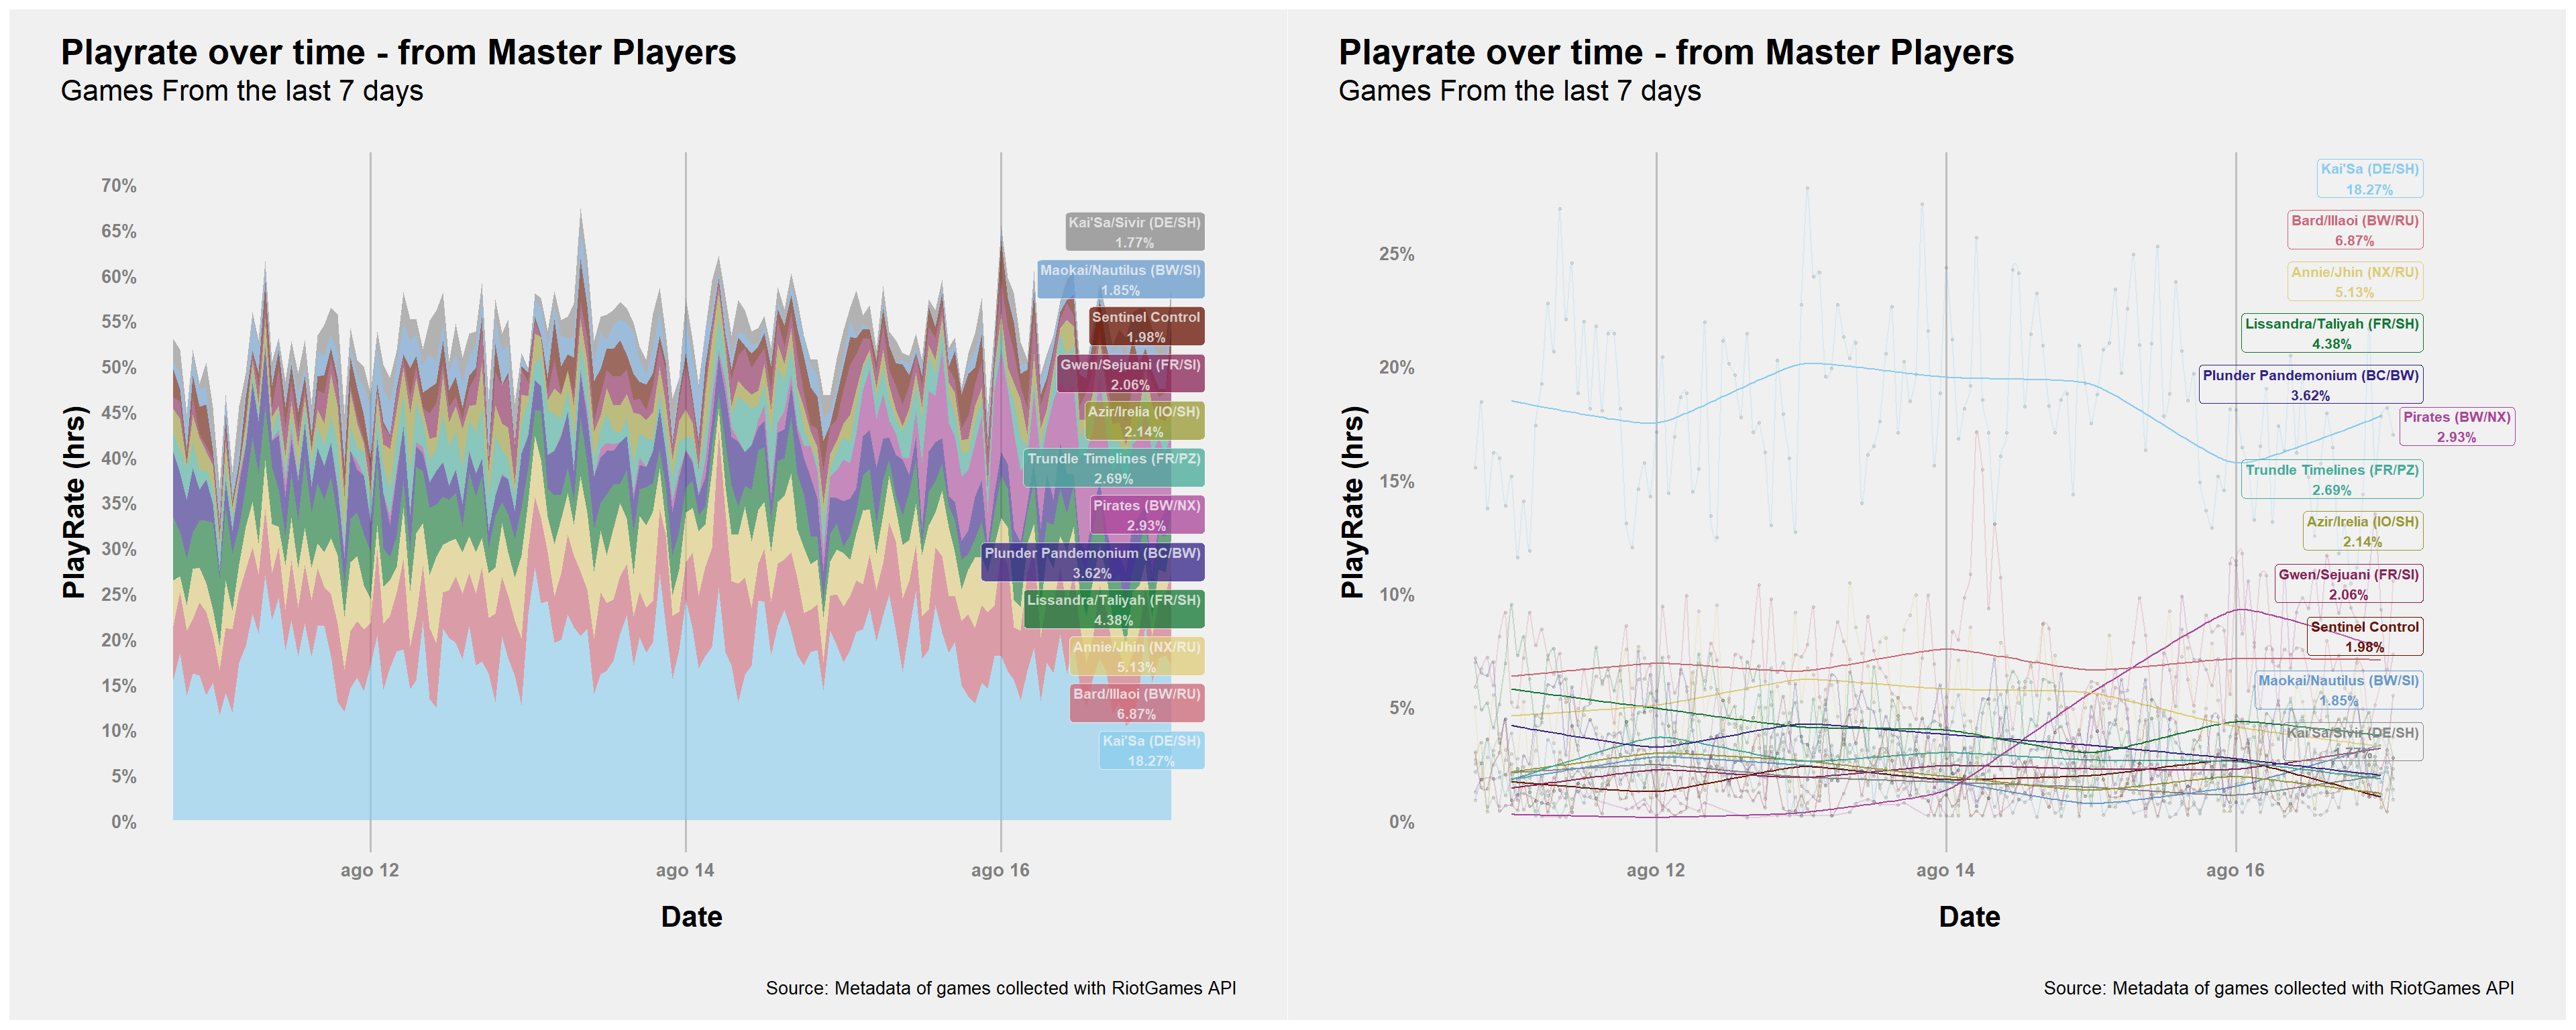 Playrate over time - from Master Players
Games From the last 7 days
PlayRate (hrs)
70%
65%
60%
55%
50%
45%
40%
35%
30%
25%
20%
15%
10%
5%
0%
Kai'Sa/Sivir (DE/SH)
1.77%
Maokai/Nautilus (BW/SI)
1.85%
Sentinel Control
1.98%
Gwen/Sejuani (FR/SI)
2.06%
Azir/Irelia (IO/SH)
2.14%
Trundle Timelines (FR/PZ)
2.69%
Pirates (BW/NX)
2.93%
Plunder Pandemonium (BC/BW)
3.62%
Lissandra/Taliyah (FR/SH)
4.38%
Annie/Jhin (NX/RU)
5.13%
Bard/Illaoi (BW/RU)
6.87%
Kai'Sa (DE/SH)
18.27%
ago 12
ago 14
ago 16
Date
Source: Metadata of games collected with RiotGames API
Playrate over time - from Master Players
Games From the last 7 days
PlayRate (hrs)
25%
20%
15%
10%
5%
0%
Kai'Sa (DE/SH)
18.27%
Bard/Illaoi (BW/RU)
6.87%
Annie/Jhin (NX/RU)
5.13%
Lissandra/Taliyah (FR/SH)
4.38%
Plunder Pandemonium (BC/BW)
3.62%
Pirates (BW/NX)
2.93%
Trundle Timelines (FR/PZ)
2.69%
Azir/Irelia (IO/SH)
2.14%
Gwen/Sejuani (FR/SI)
2.06%
Sentinel Control
1.98%
Maokai/Nautilus (BW/SI)
1.85%
Kai'Sa/Sivir (DE/SH)
1.77%
ago 12
ago 14
ago 16
Date
Source: Metadata of games collected with RiotGames API